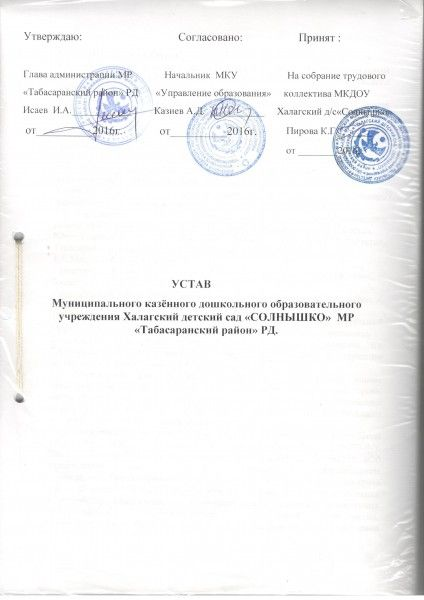 Утверждаю: Согласовано: Принят :
Глава администрации МР Начальник МКУ На собрание трудового
«Табасаранский район» РД «Управление образования» коллектива МКДОУ
Исаев И.А. Казиев А.Д. Халагский д/с«Солнышко»
от 2016г. от 2016г. Пирова К.Г.
от
УСТАВ
Муниципального казённого дошкольного образовательного
учреждения Халагский детский сад «СОЛНЫШКО» МР
«Табасаранский район» РД.